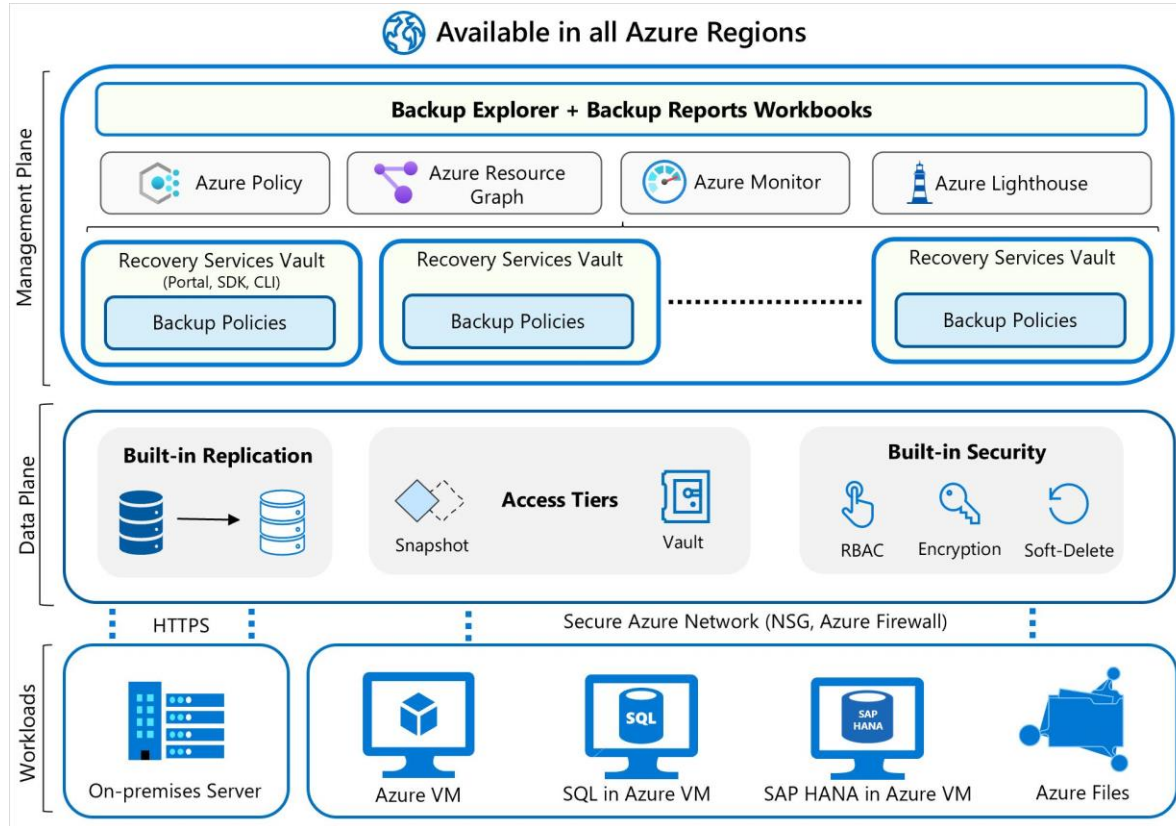 Available in all Azure Regions
Management Plane
Backup Explorer + Backup Reports Workbooks
Azure Policy
Azure Resource
Graph
Azure Monitor
Azure Lighthouse
Recovery Services Vault
(Portal, SDK, CLI)
Backup Policies
Recovery Services Vault
Backup Policies
Recovery Services Vault
Backup Policies
Data Plane
Built-in Replication
Access Tiers
Snapshot
Vault
Built-in Security
RBAC
Encryption
Soft-Delete
HTTPS
Secure Azure Network (NSG, Azure Firewall)
Workloads
On-premises Server
Azure VM
SQL
SQL in Azure VM
SAP
HANA
SAP HANA in Azure VM
Azure Files